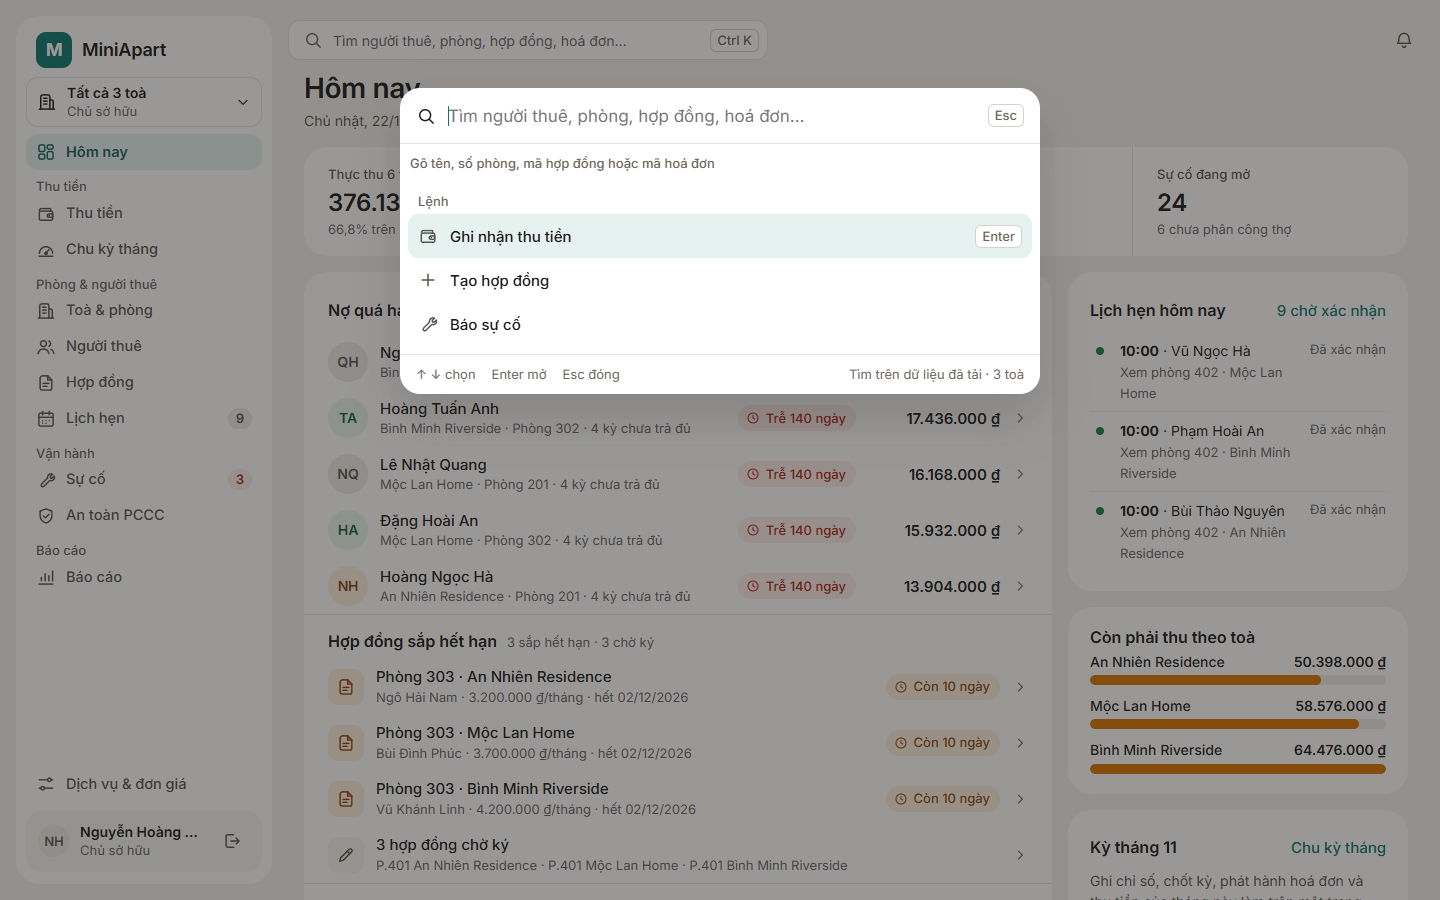 M MiniApart
Tất cả 3 toà
Chủ sở hữu
Hôm nay
Thu tiền
Thu tiền
Chu kỳ tháng
Phòng & người thuê
Toà & phòng
Người thuê
Hợp đồng
Lịch hẹn 9
Vận hành
Sự cố 3
An toàn PCCC
Báo cáo
Báo cáo
Dịch vụ & đơn giá
NH Nguyễn Hoàng ...
Chủ sở hữu
Tìm người thuê, phòng, hợp đồng, hoá đơn... Ctrl K
Hôm nay
Chủ nhật, 22/1
Thực thu 6
376.13
66,8% trên
Sự cố đang mở
24
6 chưa phân công thợ
Tìm người thuê, phòng, hợp đồng, hoá đơn... Esc
Gõ tên, số phòng, mã hợp đồng hoặc mã hoá đơn
Lệnh
Ghi nhận thu tiền Enter
Tạo hợp đồng
Báo sự cố
↑ ↓ chọn Enter mở Esc đóng Tìm trên dữ liệu đã tải · 3 toà
Nợ quá hạ
QH Ng
Bìn
TA Hoàng Tuấn Anh
Bình Minh Riverside · Phòng 302 · 4 kỳ chưa trả đủ
Trễ 140 ngày 17.436.000 ₫
NQ Lê Nhật Quang
Mộc Lan Home · Phòng 201 · 4 kỳ chưa trả đủ
Trễ 140 ngày 16.168.000 ₫
HA Đặng Hoài An
Mộc Lan Home · Phòng 302 · 4 kỳ chưa trả đủ
Trễ 140 ngày 15.932.000 ₫
NH Hoàng Ngọc Hà
An Nhiên Residence · Phòng 201 · 4 kỳ chưa trả đủ
Trễ 140 ngày 13.904.000 ₫
Hợp đồng sắp hết hạn 3 sắp hết hạn · 3 chờ ký
Phòng 303 · An Nhiên Residence
Ngô Hải Nam · 3.200.000 ₫/tháng · hết 02/12/2026
Còn 10 ngày
Phòng 303 · Mộc Lan Home
Bùi Đình Phúc · 3.700.000 ₫/tháng · hết 02/12/2026
Còn 10 ngày
Phòng 303 · Bình Minh Riverside
Vũ Khánh Linh · 4.200.000 ₫/tháng · hết 02/12/2026
Còn 10 ngày
3 hợp đồng chờ ký
P.401 An Nhiên Residence · P.401 Mộc Lan Home · P.401 Bình Minh Riverside
Lịch hẹn hôm nay 9 chờ xác nhận
10:00 · Vũ Ngọc Hà Đã xác nhận
Xem phòng 402 · Mộc Lan
Home
10:00 · Phạm Hoài An Đã xác nhận
Xem phòng 402 · Bình Minh
Riverside
10:00 · Bùi Thảo Nguyên Đã xác nhận
Xem phòng 402 · An Nhiên
Residence
Còn phải thu theo toà
An Nhiên Residence 50.398.000 ₫
Mộc Lan Home 58.576.000 ₫
Bình Minh Riverside 64.476.000 ₫
Kỳ tháng 11 Chu kỳ tháng
Ghi chỉ số, chốt kỳ, phát hành hoá đơn và